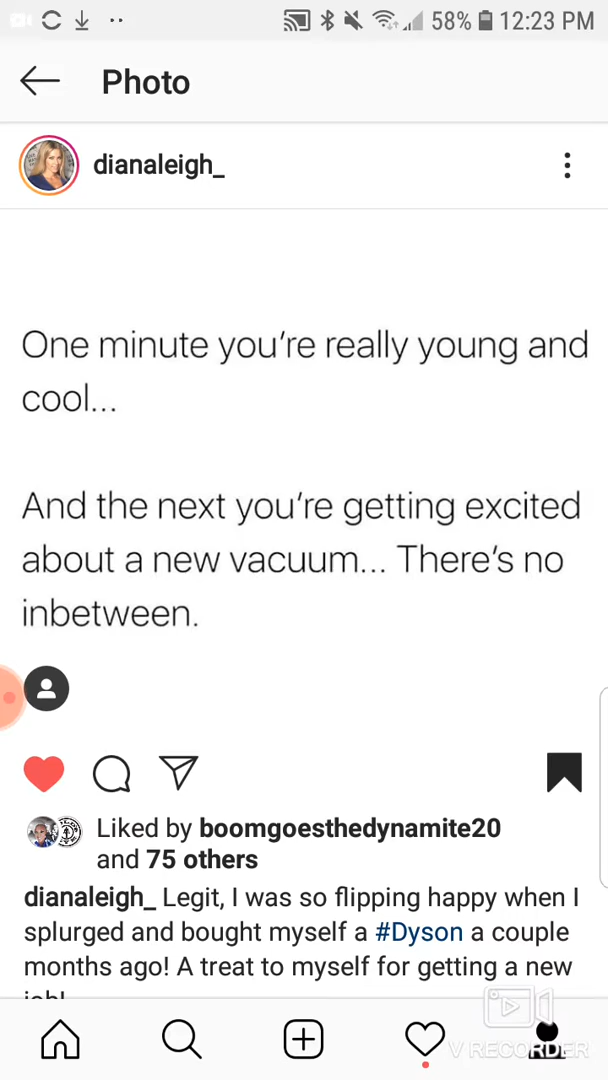 58% 12:23 PM
Photo
dianaleigh_
One minute you're really young and
cool...
And the next you're getting excited
about a new vacuum... There's no
inbetween.
Liked by boomgoesthedynamite20
and 75 others
dianaleigh_ Legit, I was so flipping happy when I
splurged and bought myself a #Dyson a couple
months ago! A treat to myself for getting a new
job!
V RECORDER